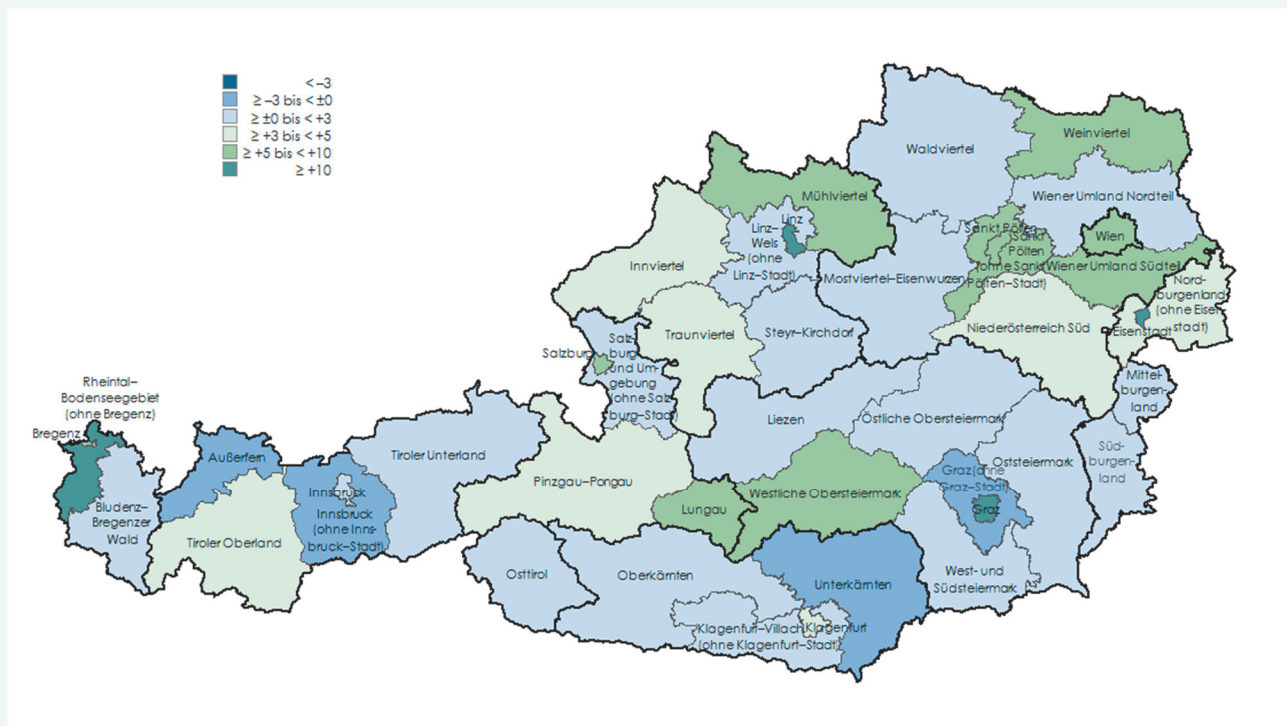 < –3
≥ –3 bis < ±0
≥ ±0 bis < +3
≥ +3 bis < +5
≥ +5 bis < +10
≥ +10
Weinviertel
Waldviertel
Mühlviertel
Wiener Umland Nordteil
Linz
Linz–
Wels
(ohne
Linz–Stadt)
Sankt Pölten
(ohne Sankt
Pölten–Stadt)
Sankt
Pölten
Wien
Innviertel
Mostviertel–Eisenwurzen
Wiener Umland Südteil
Nord-
burgenland
(ohne Eisen-
stadt)
Eisenstadt
Traunviertel
Steyr–Kirchdorf
Niederösterreich Süd
Salzburg
Salz-
burg
und Um-
gebung
(ohne Salz-
burg–Stadt)
Rheintal–
Bodenseegebiet
(ohne Bregenz)
Bregenz
Mittel-
burgen-
land
Liezen
Östliche Obersteiermark
Außerfern
Tiroler Unterland
Süd-
burgen-
land
Pinzgau–Pongau
Graz(ohne
Graz–Stadt)
Oststeiermark
Innsbruck
Innsbruck
(ohne Inns-
bruck–Stadt)
Westliche Obersteiermark
Lungau
Graz
Bludenz–
Bregenzer
Wald
Tiroler Oberland
Osttirol
Oberkärnten
Unterkärnten
West- und
Südsteiermark
Klagenfurt–Villach
(ohne Klagenfurt–Stadt)
Klagenfurt